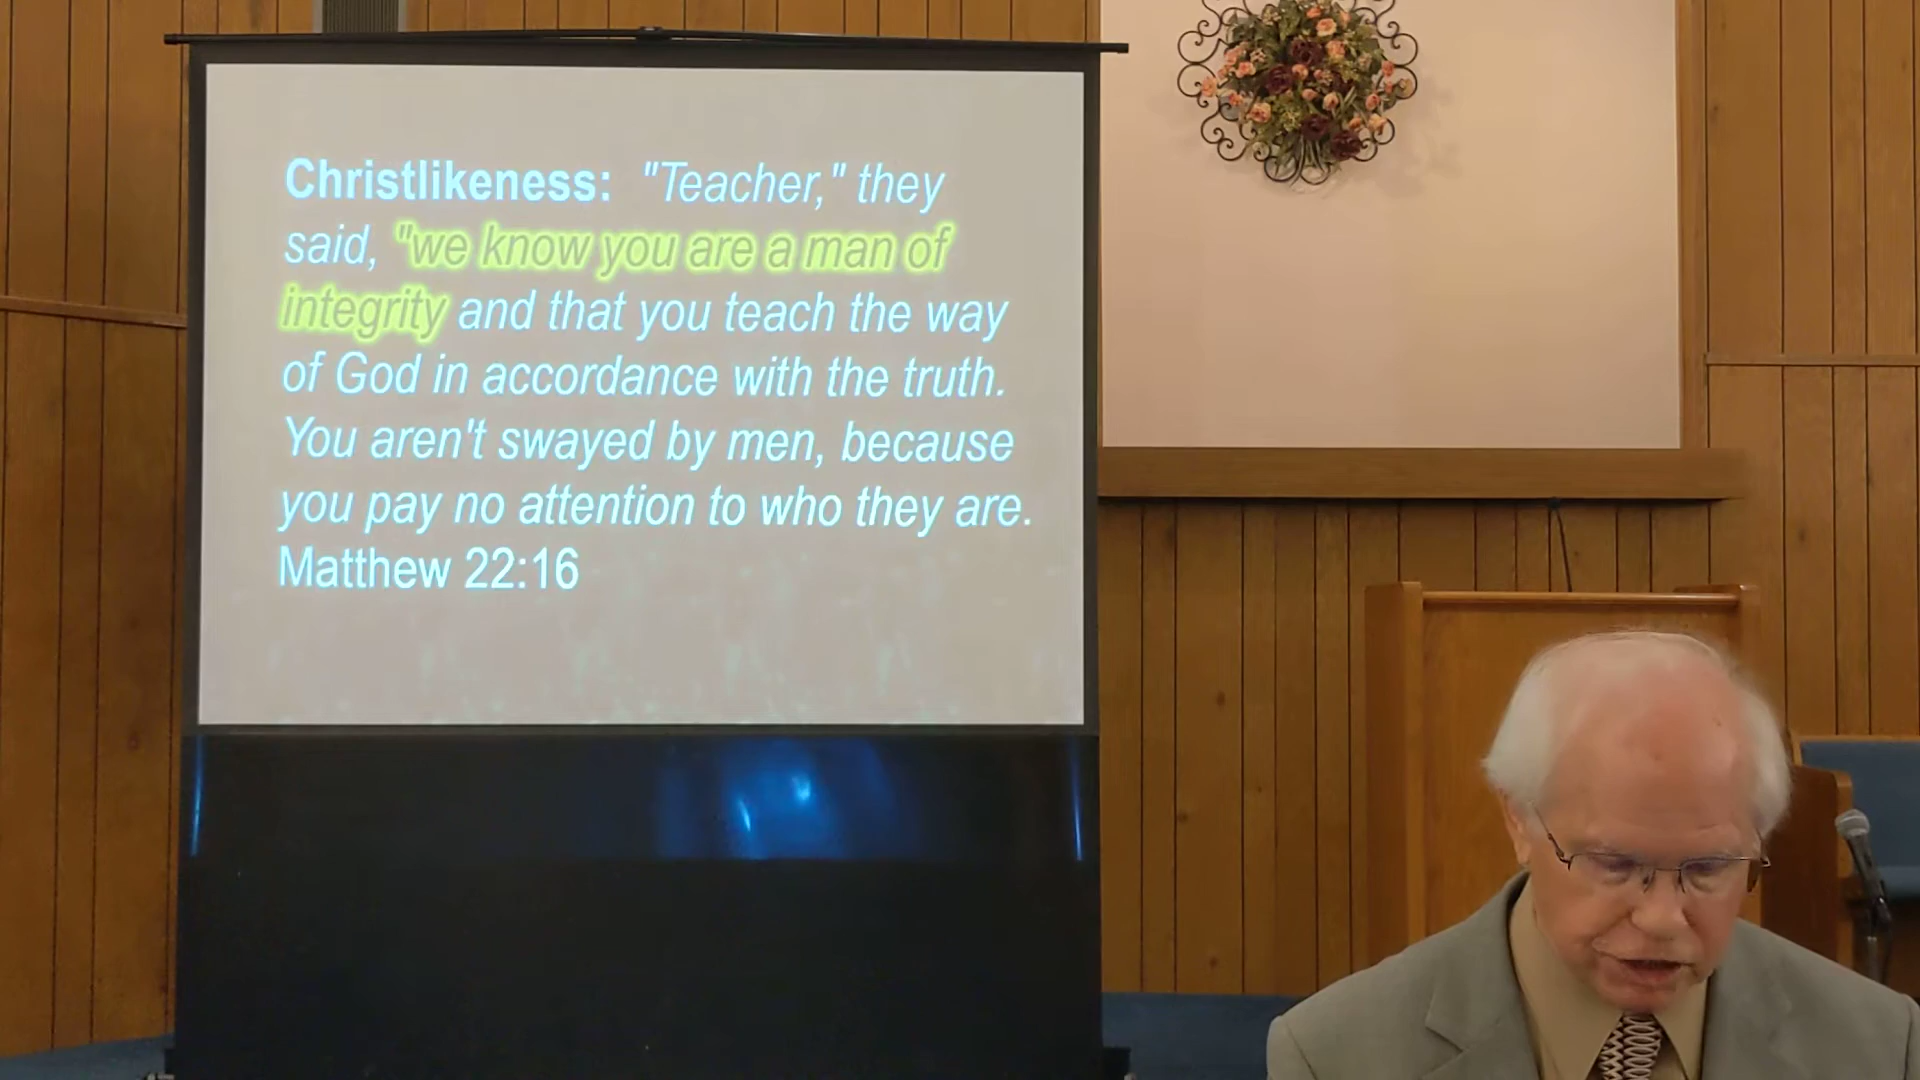 Christlikeness: "Teacher," they
said, "we know you are a man of
integrity and that you teach the way
of God in accordance with the truth.
You aren't swayed by men, because
you pay no attention to who they are.
Matthew 22:16